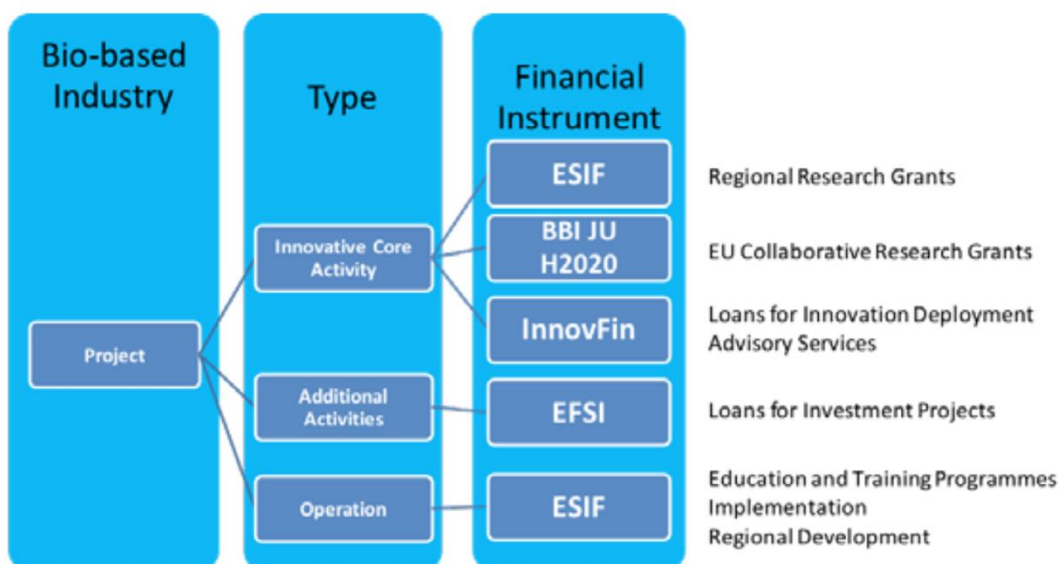 Bio-based
Industry
Type
Financial
Instrument
ESIF
Regional Research Grants
Innovative Core
Activity
BBI JU
H2020
EU Collaborative Research Grants
Project
InnovFin
Loans for Innovation Deployment
Advisory Services
Additional
Activities
EFSI
Loans for Investment Projects
Operation
ESIF
Education and Training Programmes
Implementation
Regional Development